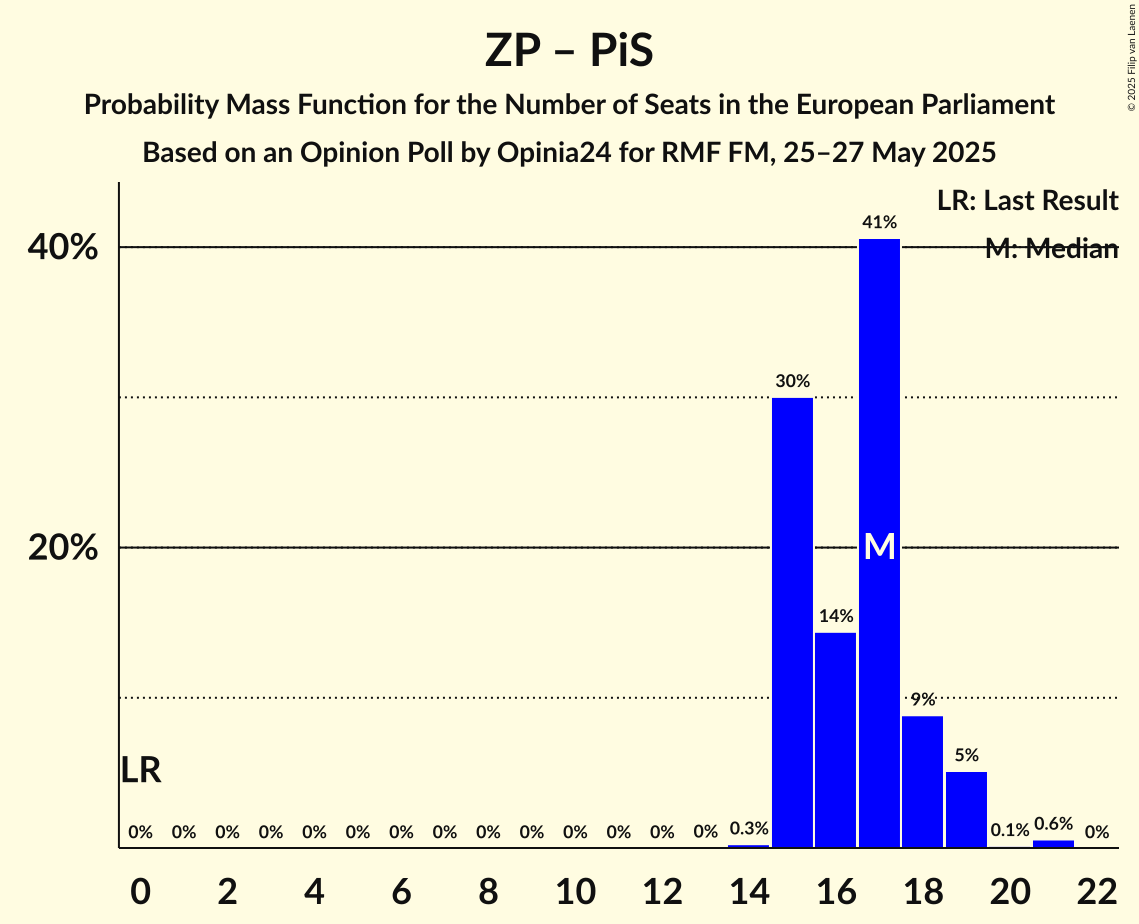 ZP – PiS
Probability Mass Function for the Number of Seats in the European Parliament
Based on an Opinion Poll by Opinia24 for RMF FM, 25–27 May 2025
© 2025 Filip van Laenen
LR: Last Result
M: Median
40%
20%
41%
30%
M
14%
9%
5%
LR
0% 0% 0% 0% 0% 0% 0% 0% 0% 0% 0% 0% 0% 0% 0.3% 0.1% 0.6% 0%
0 2 4 6 8 10 12 14 16 18 20 22